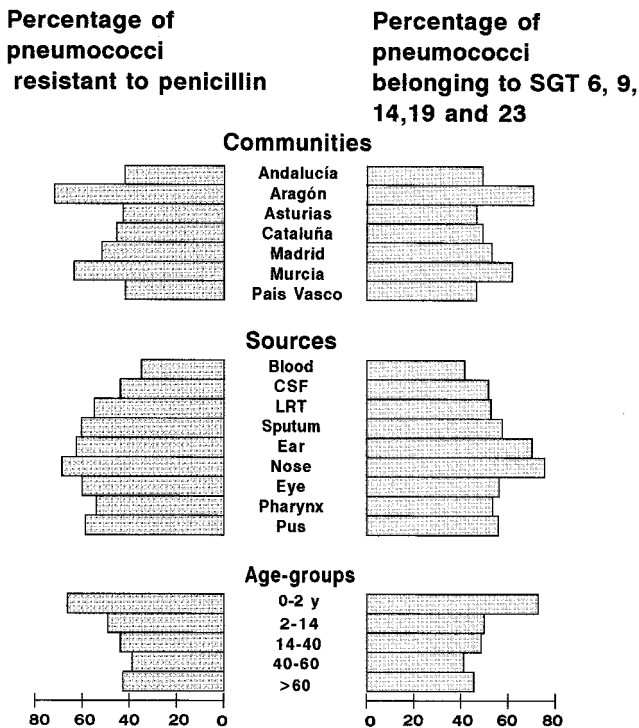 Percentage of
pneumococci
resistant to penicillin
Percentage of
pneumococci
belonging to SGT 6, 9,
14,19 and 23
Communities
Andalucía
Aragón
Asturias
Cataluña
Madrid
Murcia
Pais Vasco
Sources
Blood
CSF
LRT
Sputum
Ear
Nose
Eye
Pharynx
Pus
Age-groups
0-2 y
2-14
14-40
40-60
>60
80 60 40 20 0
0 20 40 60 80